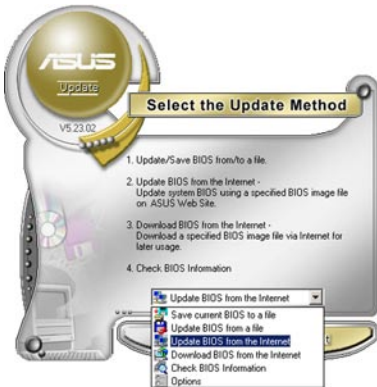 ASUS
Update
V5.23.02
Select the Update Method
1. Update/Save BIOS from/to a file.
2. Update BIOS from the Internet -
Update system BIOS using a specified BIOS image file
on ASUS Web Site.
3. Download BIOS from the Internet -
Download a specified BIOS image file via Internet for
later usage.
4. Check BIOS Information
Update BIOS from the Internet
Save current BIOS to a file
Update BIOS from a file
Update BIOS from the Internet
Download BIOS from the Internet
Check BIOS Information
Options